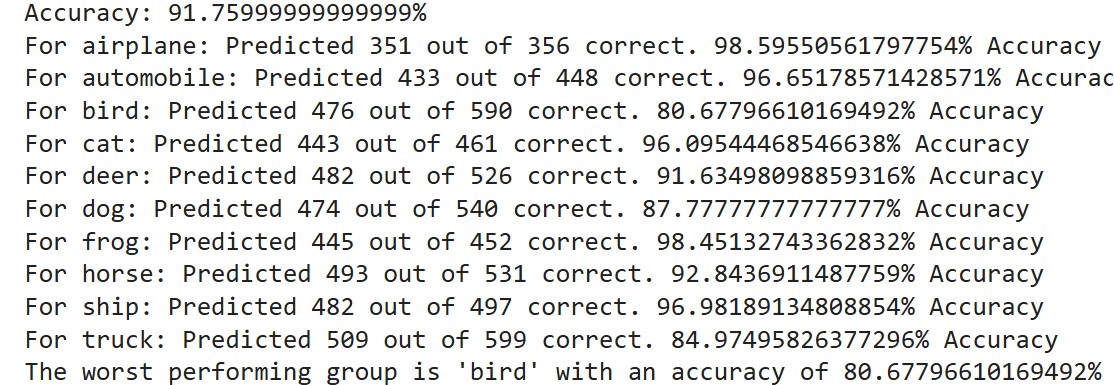 Accuracy: 91.75999999999999%
For airplane: Predicted 351 out of 356 correct. 98.59550561797754% Accuracy
For automobile: Predicted 433 out of 448 correct. 96.65178571428571% Accurac
For bird: Predicted 476 out of 590 correct. 80.67796610169492% Accuracy
For cat: Predicted 443 out of 461 correct. 96.09544468546638% Accuracy
For deer: Predicted 482 out of 526 correct. 91.63498098859316% Accuracy
For dog: Predicted 474 out of 540 correct. 87.77777777777777% Accuracy
For frog: Predicted 445 out of 452 correct. 98.45132743362832% Accuracy
For horse: Predicted 493 out of 531 correct. 92.8436911487759% Accuracy
For ship: Predicted 482 out of 497 correct. 96.98189134808854% Accuracy
For truck: Predicted 509 out of 599 correct. 84.97495826377296% Accuracy
The worst performing group is 'bird' with an accuracy of 80.67796610169492%